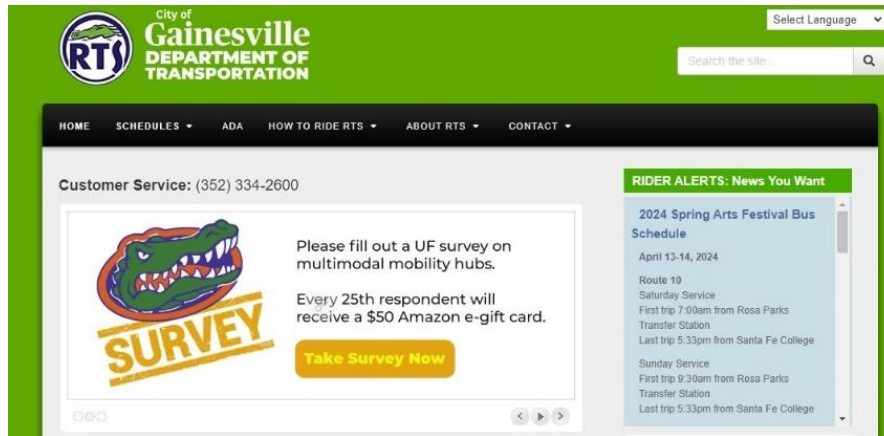 City of
Gainesville
DEPARTMENT OF
TRANSPORTATION
RTS
Select Language
Search the site...
HOME SCHEDULES ADA HOW TO RIDE RTS ABOUT RTS CONTACT
Customer Service: (352) 334-2600
Please fill out a UF survey on
multimodal mobility hubs.
Every 25th respondent will
receive a $50 Amazon e-gift card.
Take Survey Now
SURVEY
RIDER ALERTS: News You Want
2024 Spring Arts Festival Bus
Schedule
April 13-14, 2024
Route 10
Saturday Service
First trip 7:00am from Rosa Parks
Transfer Station
Last trip 5:33pm from Santa Fe College
Sunday Service
First trip 9:30am from Rosa Parks
Transfer Station
Last trip 5:33pm from Santa Fe College